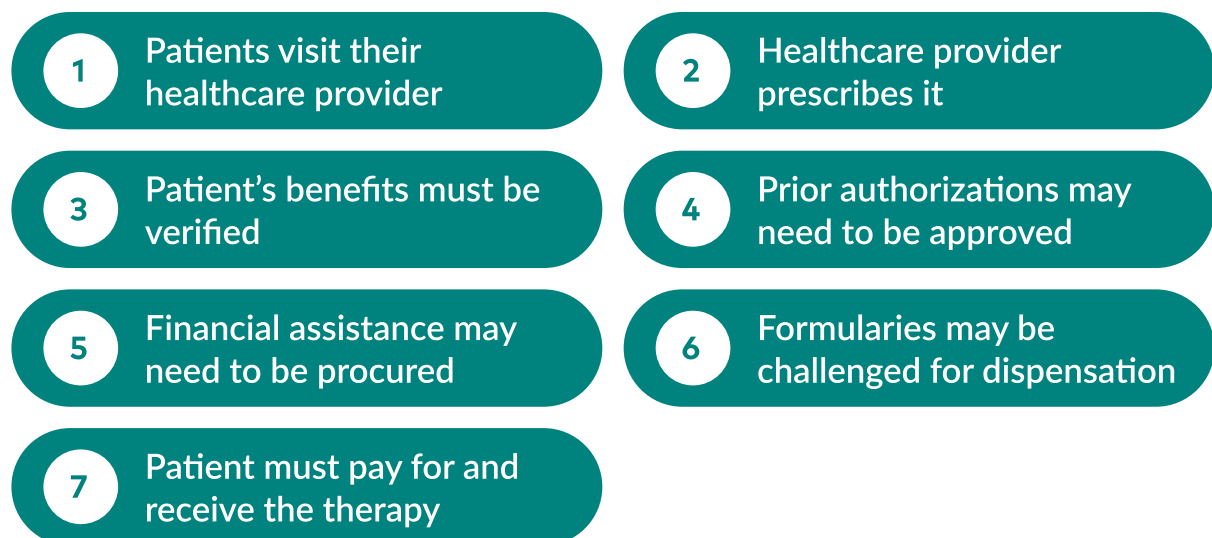 1
Patients visit their
healthcare provider
2
Healthcare provider
prescribes it
3
Patient’s benefits must be
verified
4
Prior authorizations may
need to be approved
5
Financial assistance may
need to be procured
6
Formularies may be
challenged for dispensation
7
Patient must pay for and
receive the therapy